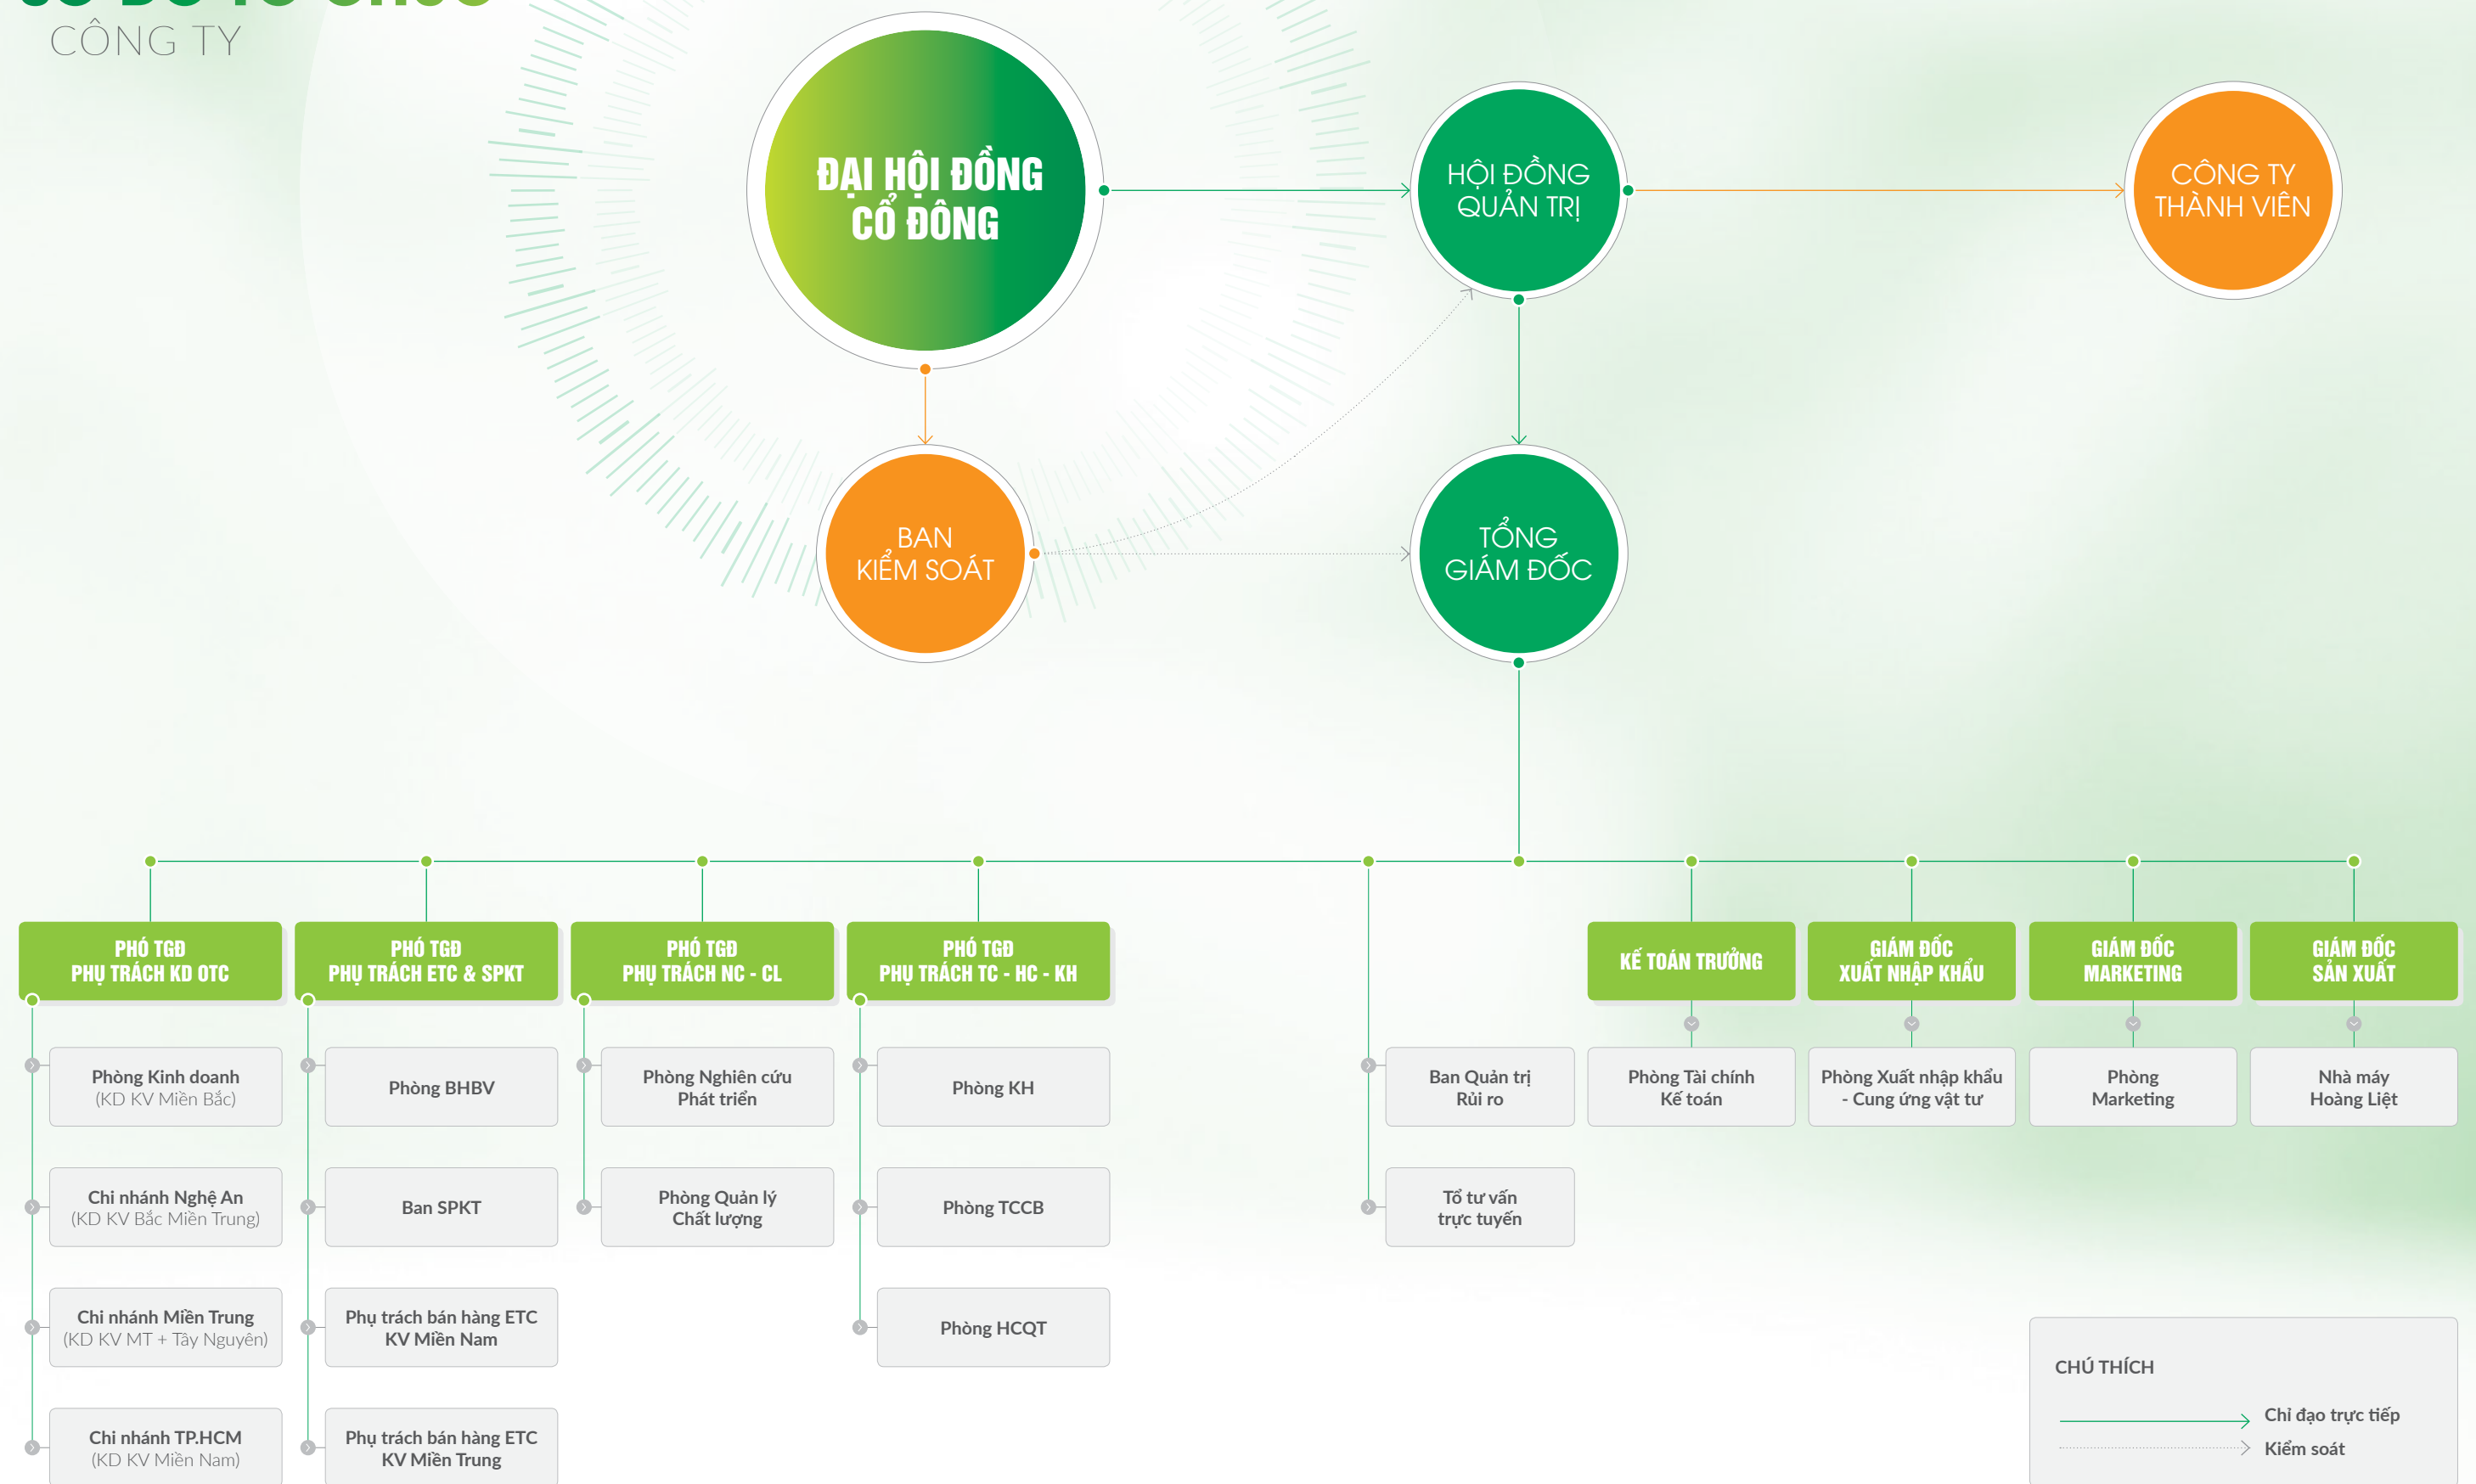 CÔNG TY
ĐẠI HỘI ĐỒNG
CỔ ĐÔNG
HỘI ĐỒNG
QUẢN TRỊ
CÔNG TY
THÀNH VIÊN
BAN
KIỂM SOÁT
TỔNG
GIÁM ĐỐC
PHÓ TGĐ
PHỤ TRÁCH KD OTC
PHÓ TGĐ
PHỤ TRÁCH ETC & SPKT
PHÓ TGĐ
PHỤ TRÁCH NC - CL
PHÓ TGĐ
PHỤ TRÁCH TC - HC - KH
KẾ TOÁN TRƯỞNG
GIÁM ĐỐC
XUẤT NHẬP KHẨU
GIÁM ĐỐC
MARKETING
GIÁM ĐỐC
SẢN XUẤT
Phòng Kinh doanh
(KD KV Miền Bắc)
Phòng BHBV
Phòng Nghiên cứu
Phát triển
Phòng KH
Ban Quản trị
Rủi ro
Phòng Tài chính
Kế toán
Phòng Xuất nhập khẩu
- Cung ứng vật tư
Phòng
Marketing
Nhà máy
Hoàng Liệt
Chi nhánh Nghệ An
(KD KV Bắc Miền Trung)
Ban SPKT
Phòng Quản lý
Chất lượng
Phòng TCCB
Tổ tư vấn
trực tuyến
Chi nhánh Miền Trung
(KD KV MT + Tây Nguyên)
Phụ trách bán hàng ETC
KV Miền Nam
Phòng HCQT
Chi nhánh TP.HCM
(KD KV Miền Nam)
Phụ trách bán hàng ETC
KV Miền Trung
CHÚ THÍCH
Chỉ đạo trực tiếp
Kiểm soát